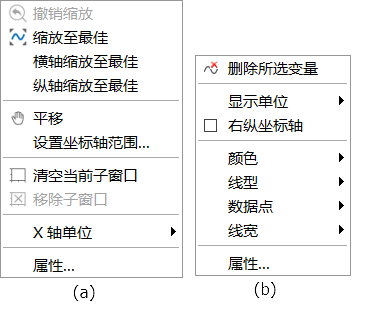 撤销缩放
缩放至最佳
横轴缩放至最佳
纵轴缩放至最佳
平移
设置坐标轴范围...
清空当前子窗口
移除子窗口
X 轴单位
属性...
(a)
删除所选变量
显示单位
右纵坐标轴
颜色
线型
数据点
线宽
属性...
(b)